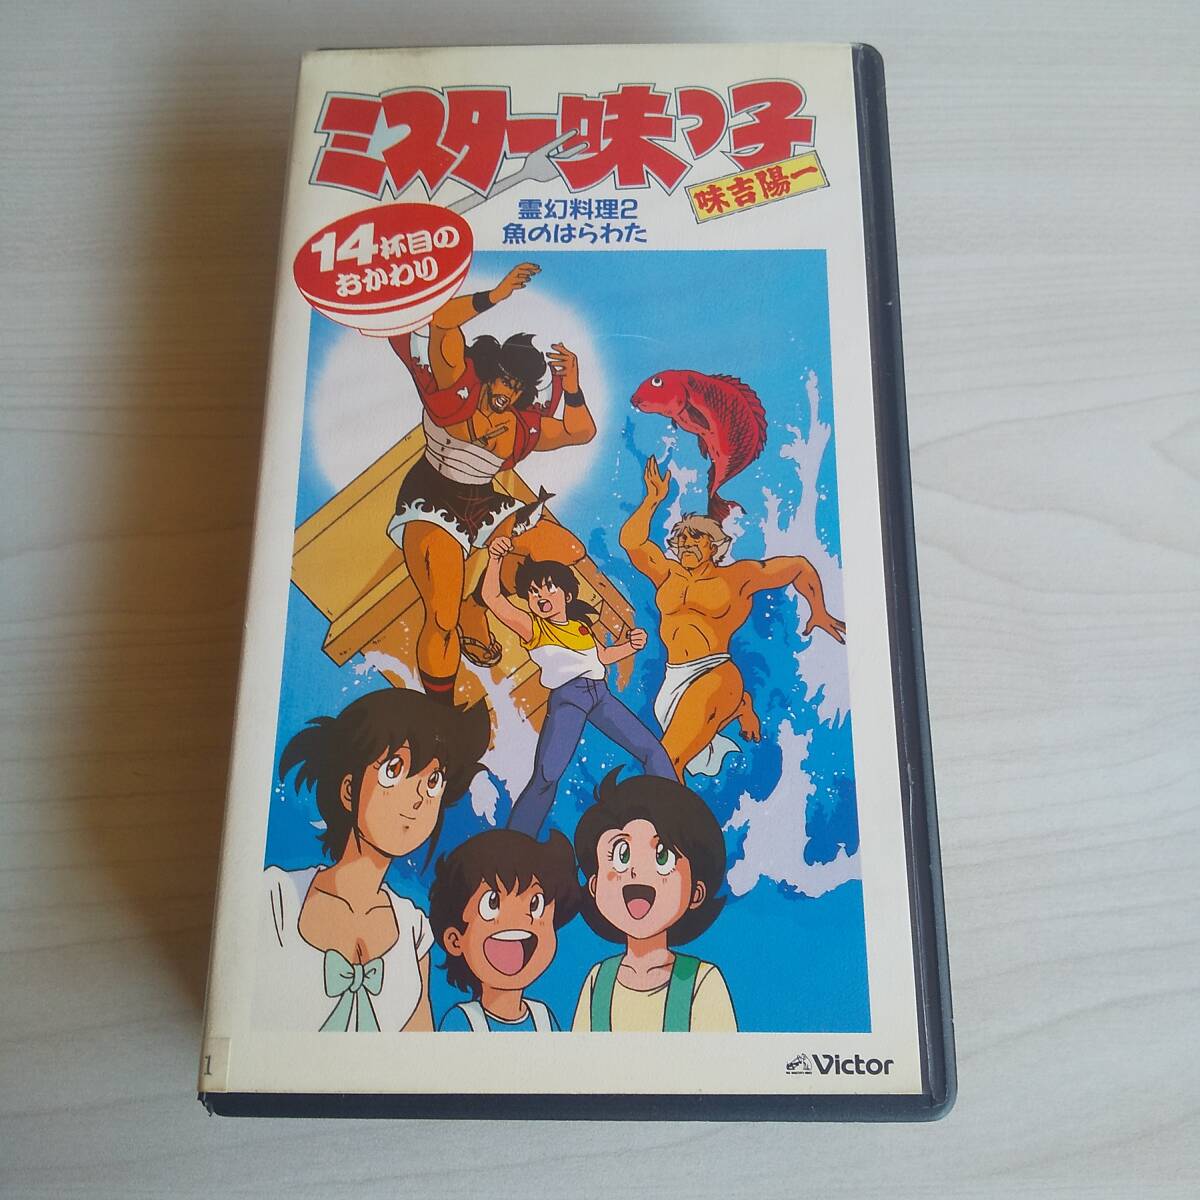 ミスター味っ子
味吉陽一
霊幻料理2
魚のはらわた
14杯目の
おかわり
Victor
1